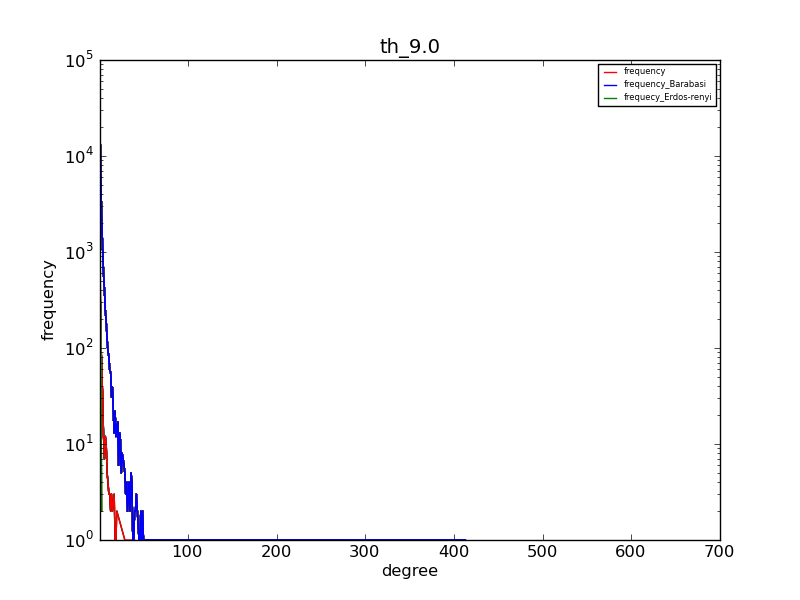 th_9.0
10^5
10^4
10^3
10^2
10^1
10^0
frequency
frequency
frequency_Barabasi
frequecy_Erdos-renyi
100 200 300 400 500 600 700
degree